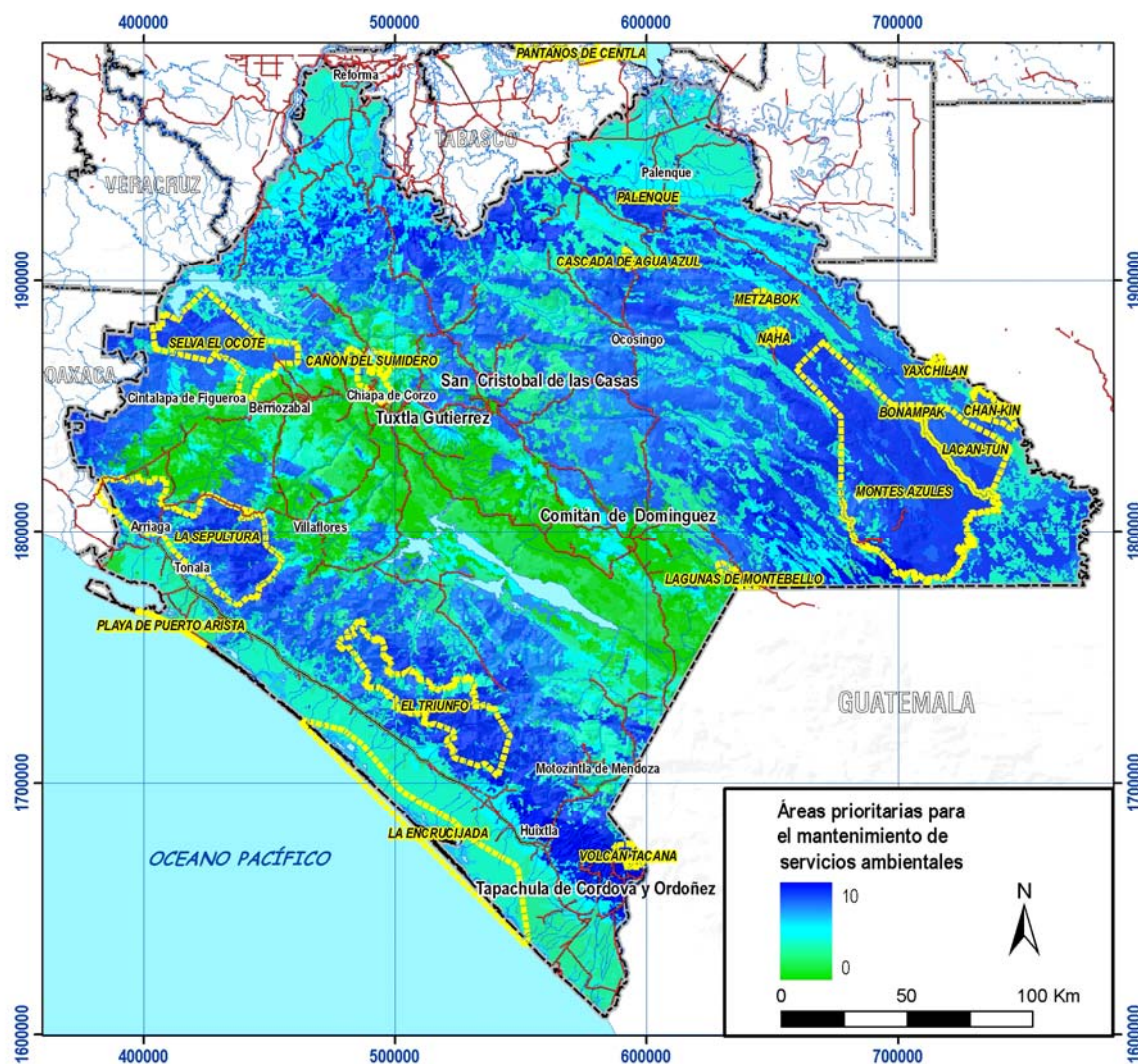 400000
500000
600000
700000
PANTANOS DE CENTLA
Reforma
TABASCO
VERACRUZ
Palenque
PALENQUE
CASCADA DE AGUA AZUL
1900000
1900000
METZABOK
SELVA EL OCOTE
NAHA
Ocosingo
CAÑON DEL SUMIDERO
YAXCHILAN
OAXACA
San Cristobal de las Casas
Cintalapa de Figueroa
Chiapa de Corzo
Berriozabal
BONAMPAK
CHAN-KIN
Tuxtla Gutierrez
LACAN-TUN
MONTES AZULES
Comitán de Dominguez
Arriaga
Villaflores
LA SEPULTURA
1800000
1800000
Tonala
LAGUNAS DE MONTEBELLO
PLAYA DE PUERTO ARISTA
EL TRIUNFO
GUATEMALA
Motozintla de Mendoza
1700000
1700000
LA ENCRUCIJADA
Huixtla
OCEANO PACÍFICO
VOLCAN TACANA
Tapachula de Cordova y Ordoñez
Áreas prioritarias para
el mantenimiento de
servicios ambientales
10
0
N
0 50 100 Km
1600000
1600000
400000
500000
600000
700000